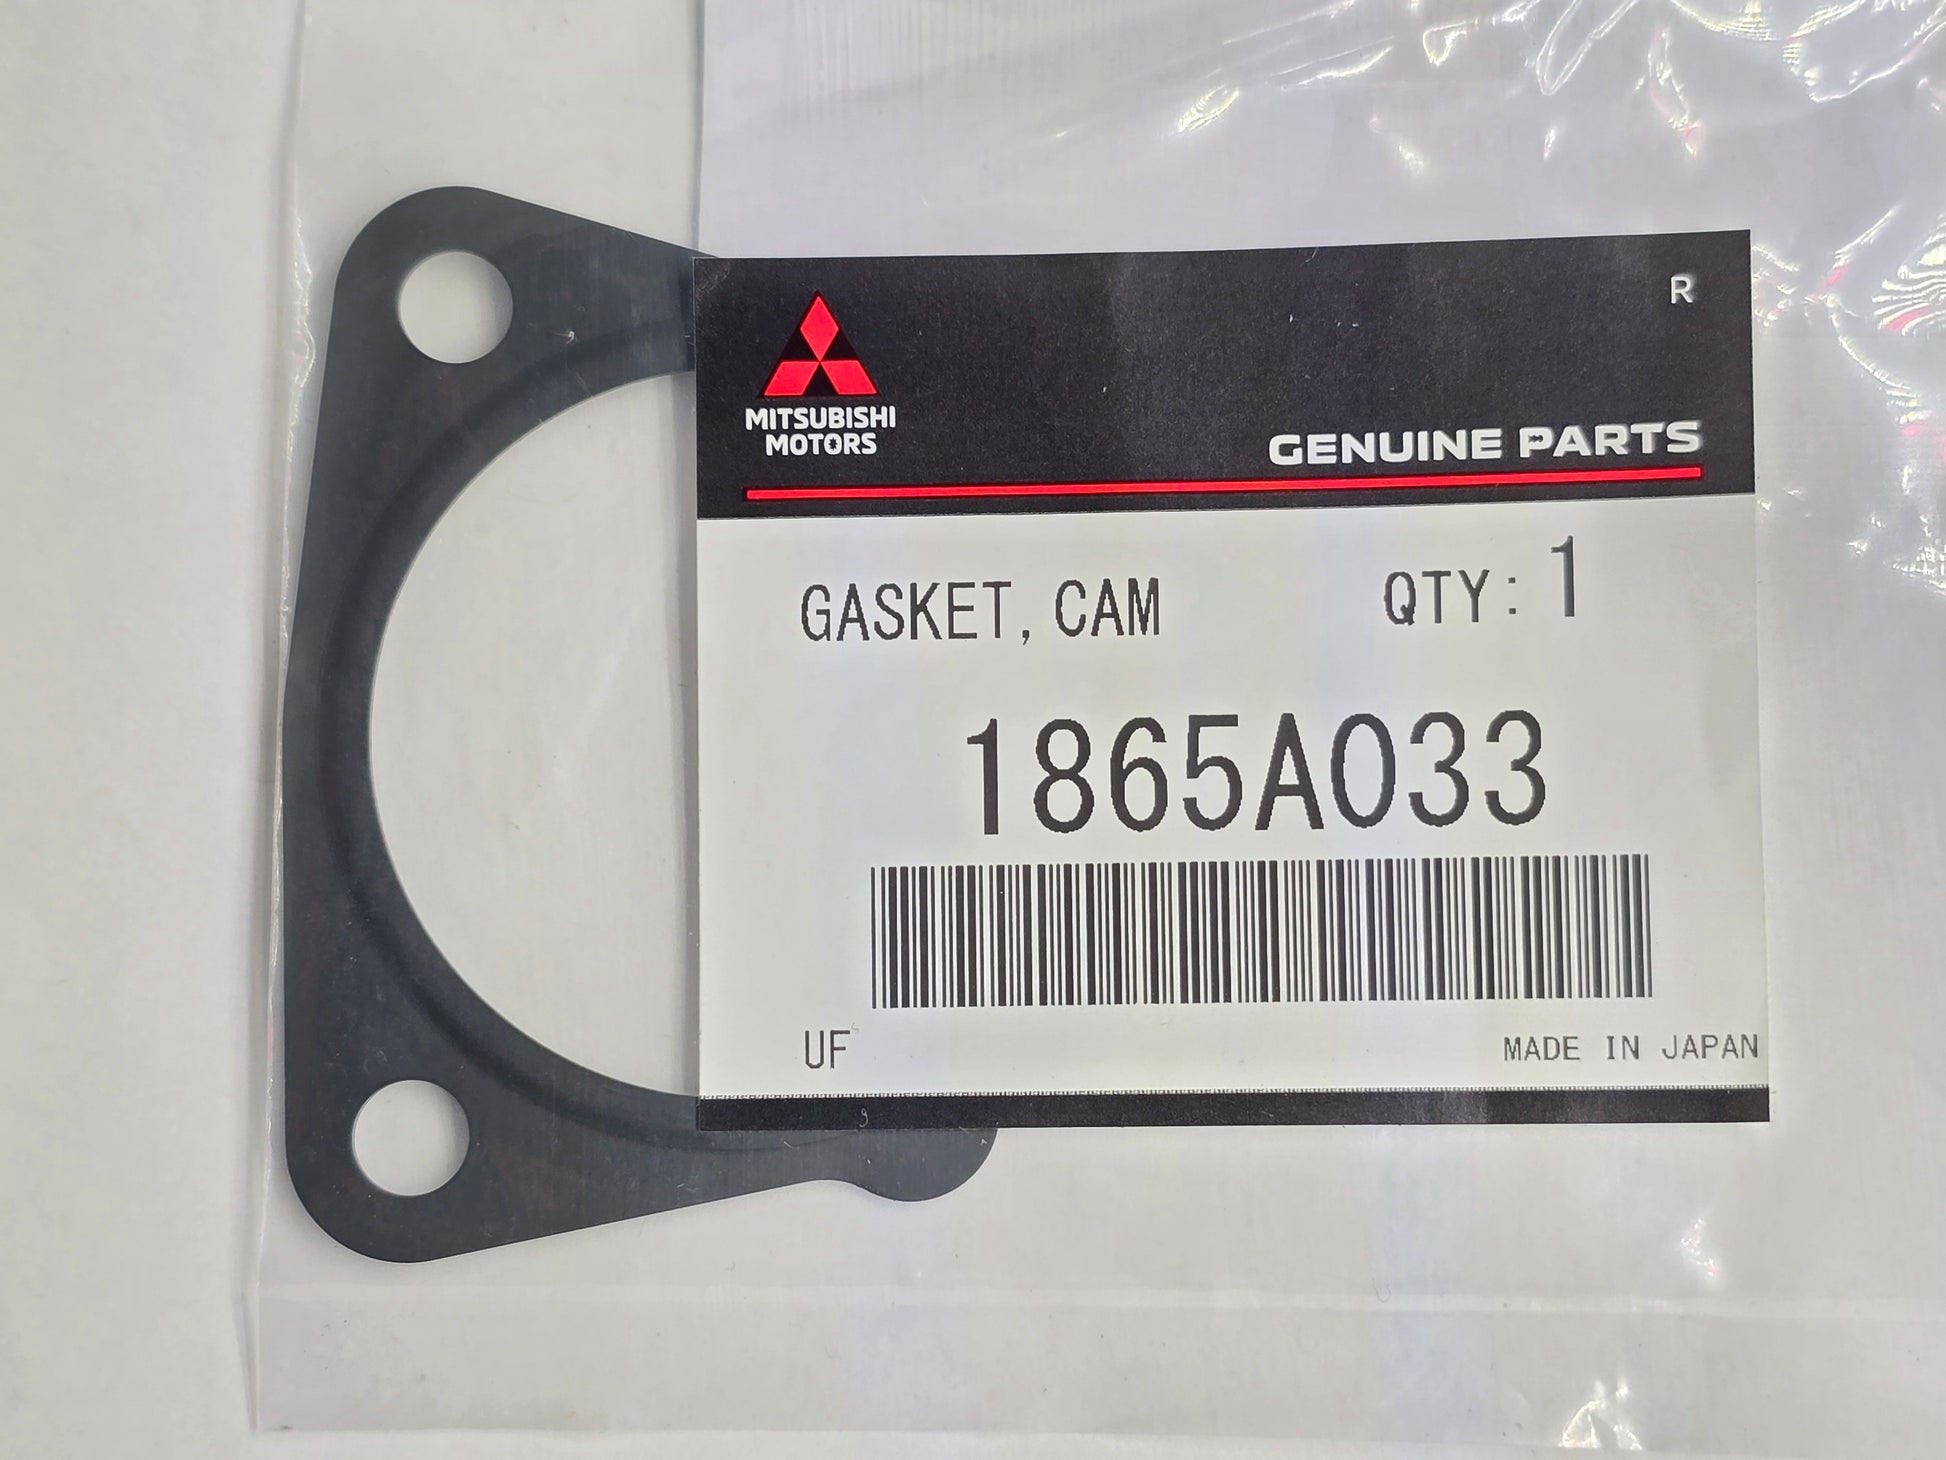 R
MITSUBISHI
MOTORS
GENUINE PARTS
GASKET, CAM QTY: 1
1865A033
UF MADE IN JAPAN